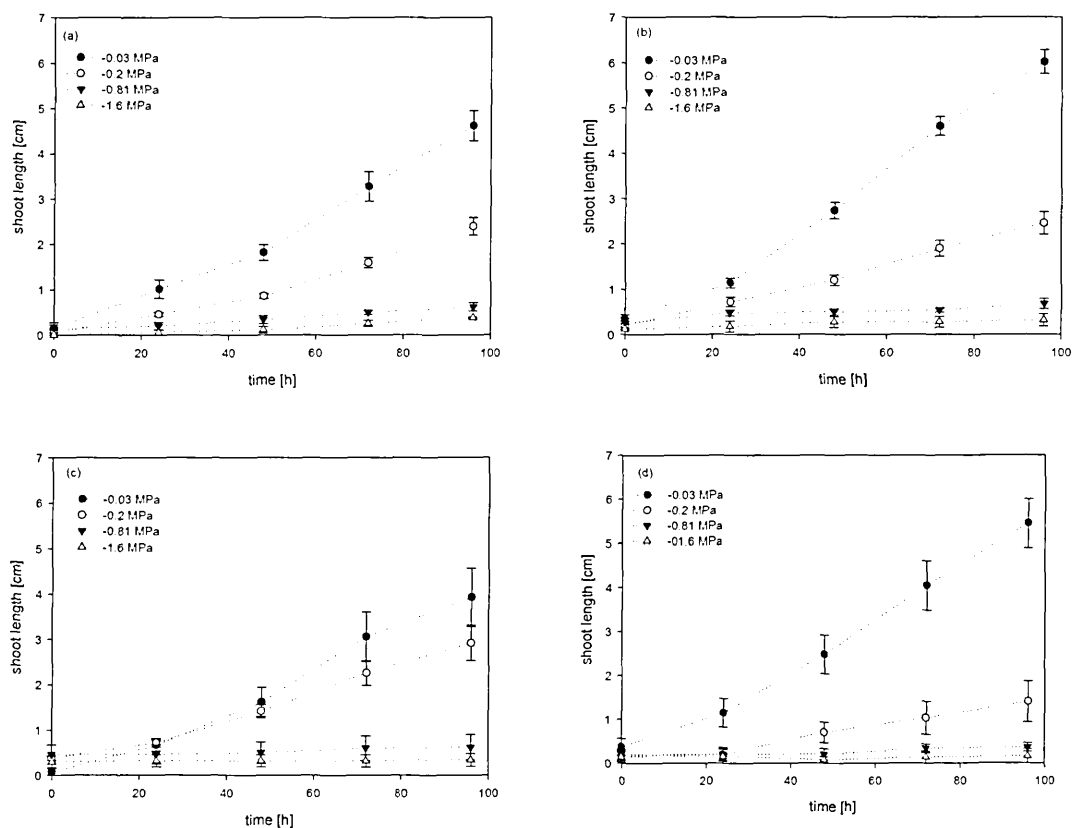 (a)
-0.03 MPa
-0.2 MPa
-0.81 MPa
-1.6 MPa
shoot length [cm]
7
6
5
4
3
2
1
0
0 20 40 60 80 100
time [h]
(b)
-0.03 MPa
-0.2 MPa
-0.81 MPa
-1.6 MPa
shoot length [cm]
7
6
5
4
3
2
1
0
0 20 40 60 80 100
time [h]
(c)
-0.03 MPa
-0.2 MPa
-0.81 MPa
-1.6 MPa
shoot length [cm]
7
6
5
4
3
2
1
0
0 20 40 60 80 100
time [h]
(d)
-0.03 MPa
-0.2 MPa
-0.81 MPa
-01.6 MPa
shoot length [cm]
7
6
5
4
3
2
1
0
0 20 40 60 80 100
time [h]